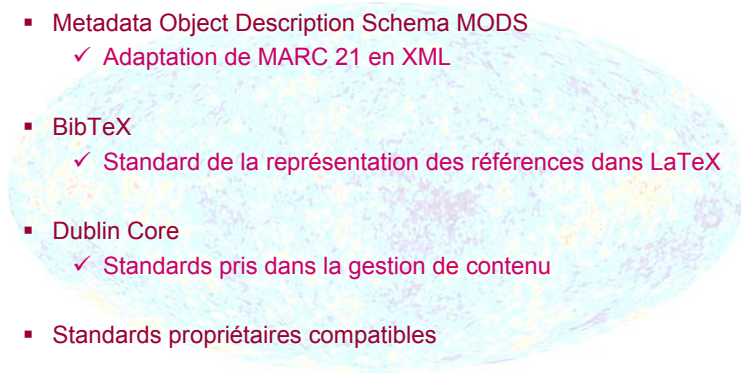 ▪ Metadata Object Description Schema MODS
✓ Adaptation de MARC 21 en XML
▪ BibTeX
✓ Standard de la représentation des références dans LaTeX
▪ Dublin Core
✓ Standards pris dans la gestion de contenu
▪ Standards propriétaires compatibles